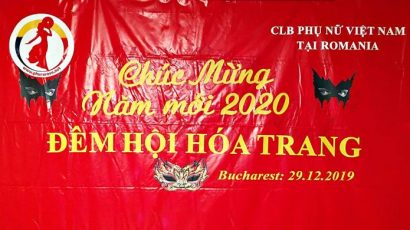 CLB PHỤ NỮ VIỆT NAM
TẠI ROMANIA
Chúc Mừng
Năm mới 2020
ĐÊM HỘI HÓA TRANG
Bucharest: 29.12.2019